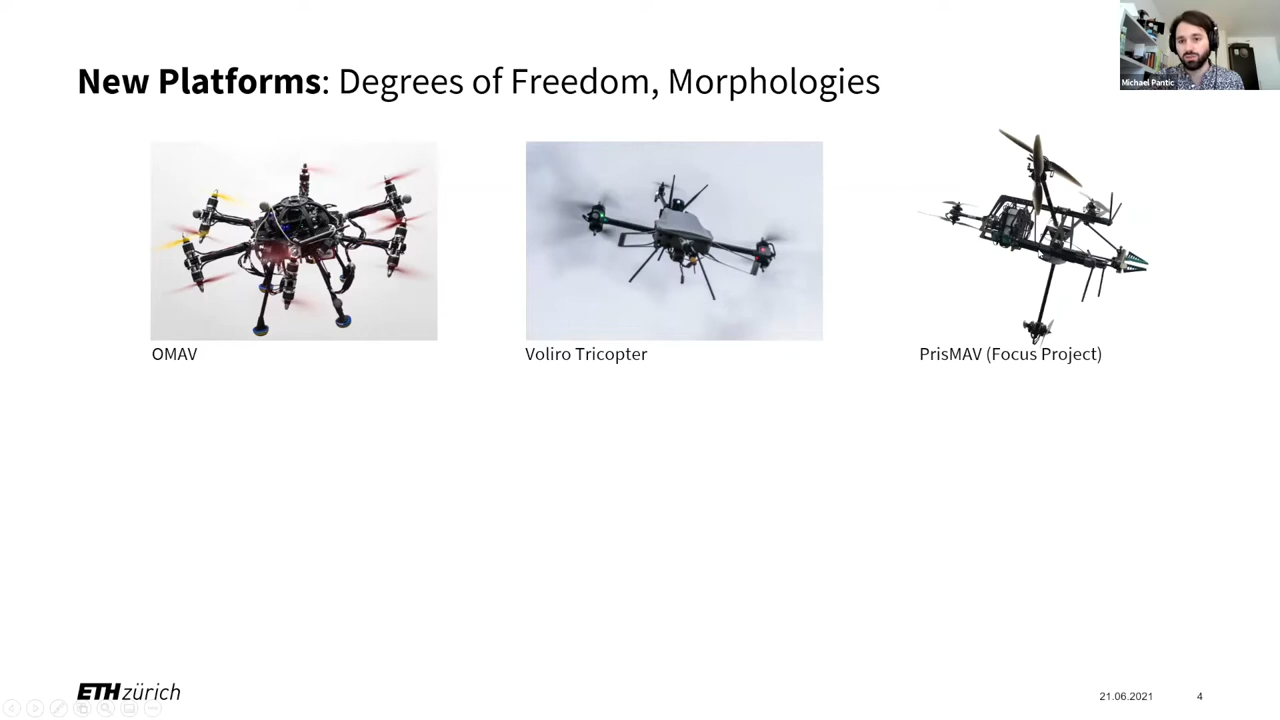 New Platforms: Degrees of Freedom, Morphologies
Michael Pantic
OMAV
Voliro Tricopter
PrisMAV (Focus Project)
ETH zürich
21.06.2021
4